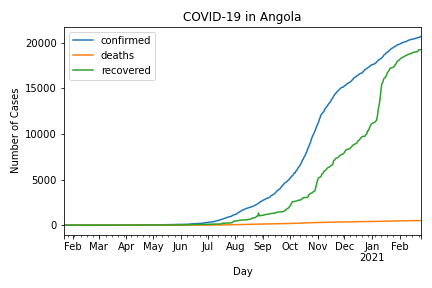 COVID-19 in Angola
confirmed
deaths
recovered
Number of Cases
20000
15000
10000
5000
0
Feb Mar Apr May Jun Jul Aug Sep Oct Nov Dec Jan Feb
2021
Day